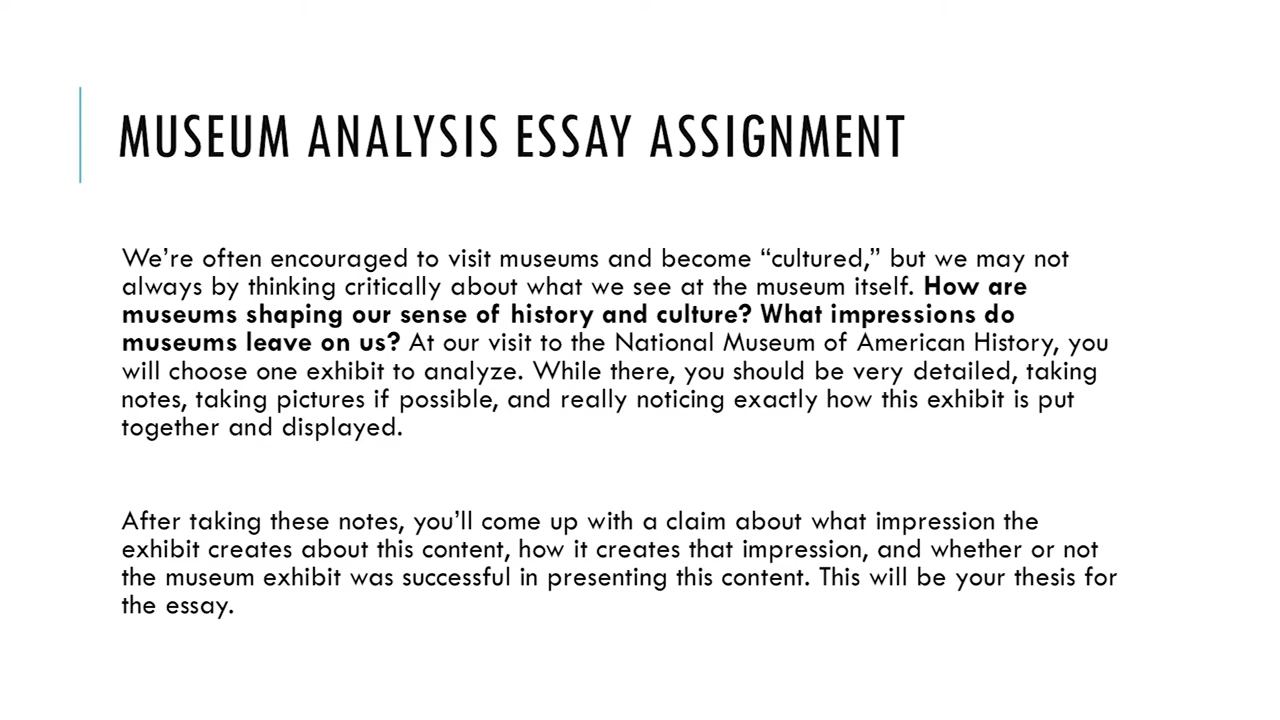 MUSEUM ANALYSIS ESSAY ASSIGNMENT
We’re often encouraged to visit museums and become “cultured,” but we may not
always by thinking critically about what we see at the museum itself. How are
museums shaping our sense of history and culture? What impressions do
museums leave on us? At our visit to the National Museum of American History, you
will choose one exhibit to analyze. While there, you should be very detailed, taking
notes, taking pictures if possible, and really noticing exactly how this exhibit is put
together and displayed.
After taking these notes, you’ll come up with a claim about what impression the
exhibit creates about this content, how it creates that impression, and whether or not
the museum exhibit was successful in presenting this content. This will be your thesis for
the essay.